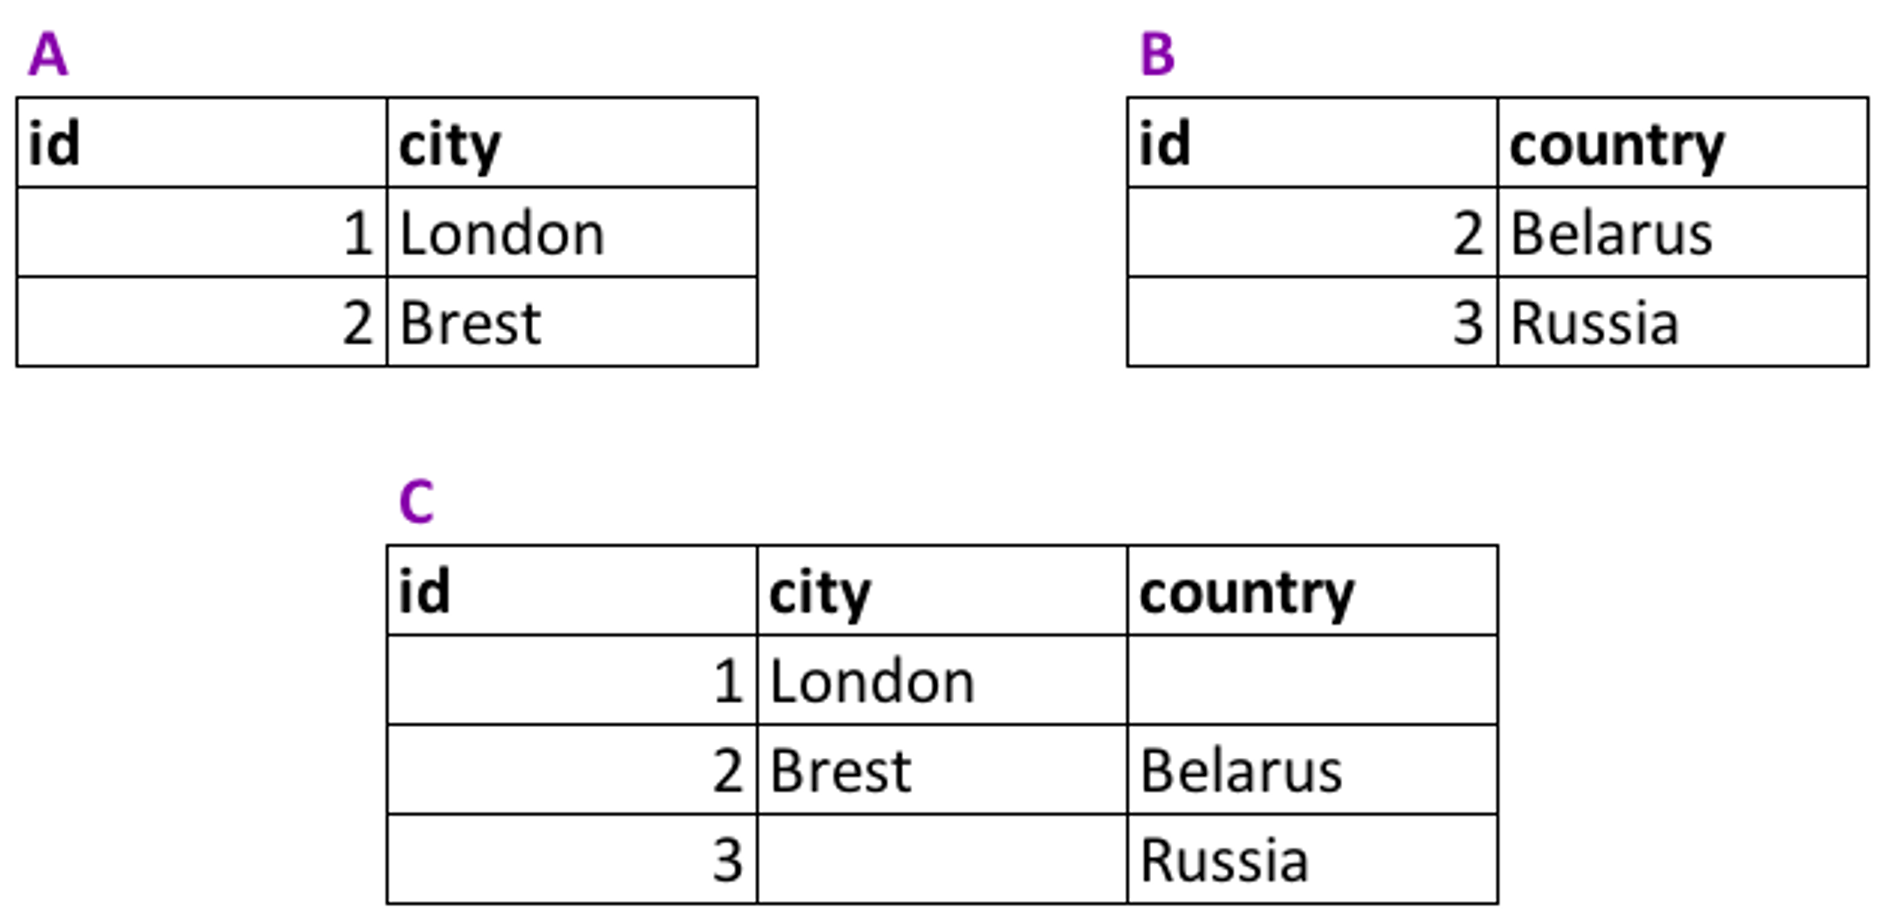 A
id city
1 London
2 Brest
B
id country
2 Belarus
3 Russia
C
id city country
1 London
2 Brest Belarus
3 Russia